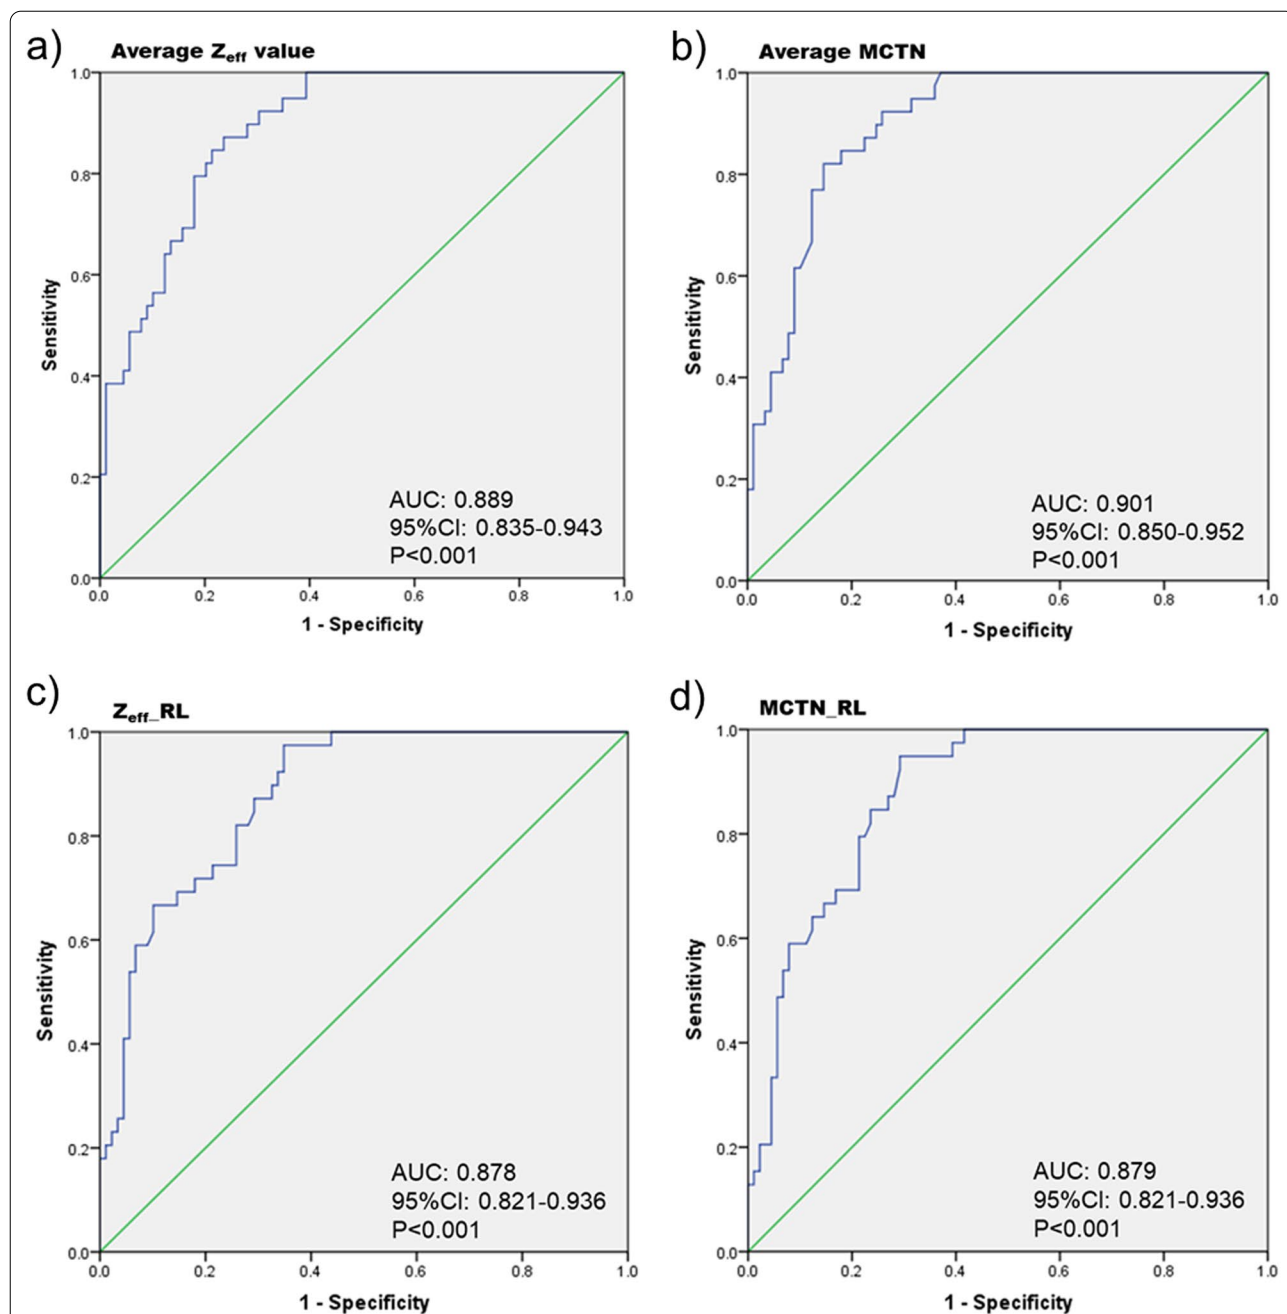 a)
Average Zeff value
1.0
0.8
0.6
0.4
0.2
0.0
Sensitivity
AUC: 0.889
95%CI: 0.835-0.943
P<0.001
0.0 0.2 0.4 0.6 0.8 1.0
1 - Specificity
b)
Average MCTN
1.0
0.8
0.6
0.4
0.2
0.0
Sensitivity
AUC: 0.901
95%CI: 0.850-0.952
P<0.001
0.0 0.2 0.4 0.6 0.8 1.0
1 - Specificity
c)
Zeff_RL
1.0
0.8
0.6
0.4
0.2
0.0
Sensitivity
AUC: 0.878
95%CI: 0.821-0.936
P<0.001
0.0 0.2 0.4 0.6 0.8 1.0
1 - Specificity
d)
MCTN_RL
1.0
0.8
0.6
0.4
0.2
0.0
Sensitivity
AUC: 0.879
95%CI: 0.821-0.936
P<0.001
0.0 0.2 0.4 0.6 0.8 1.0
1 - Specificity